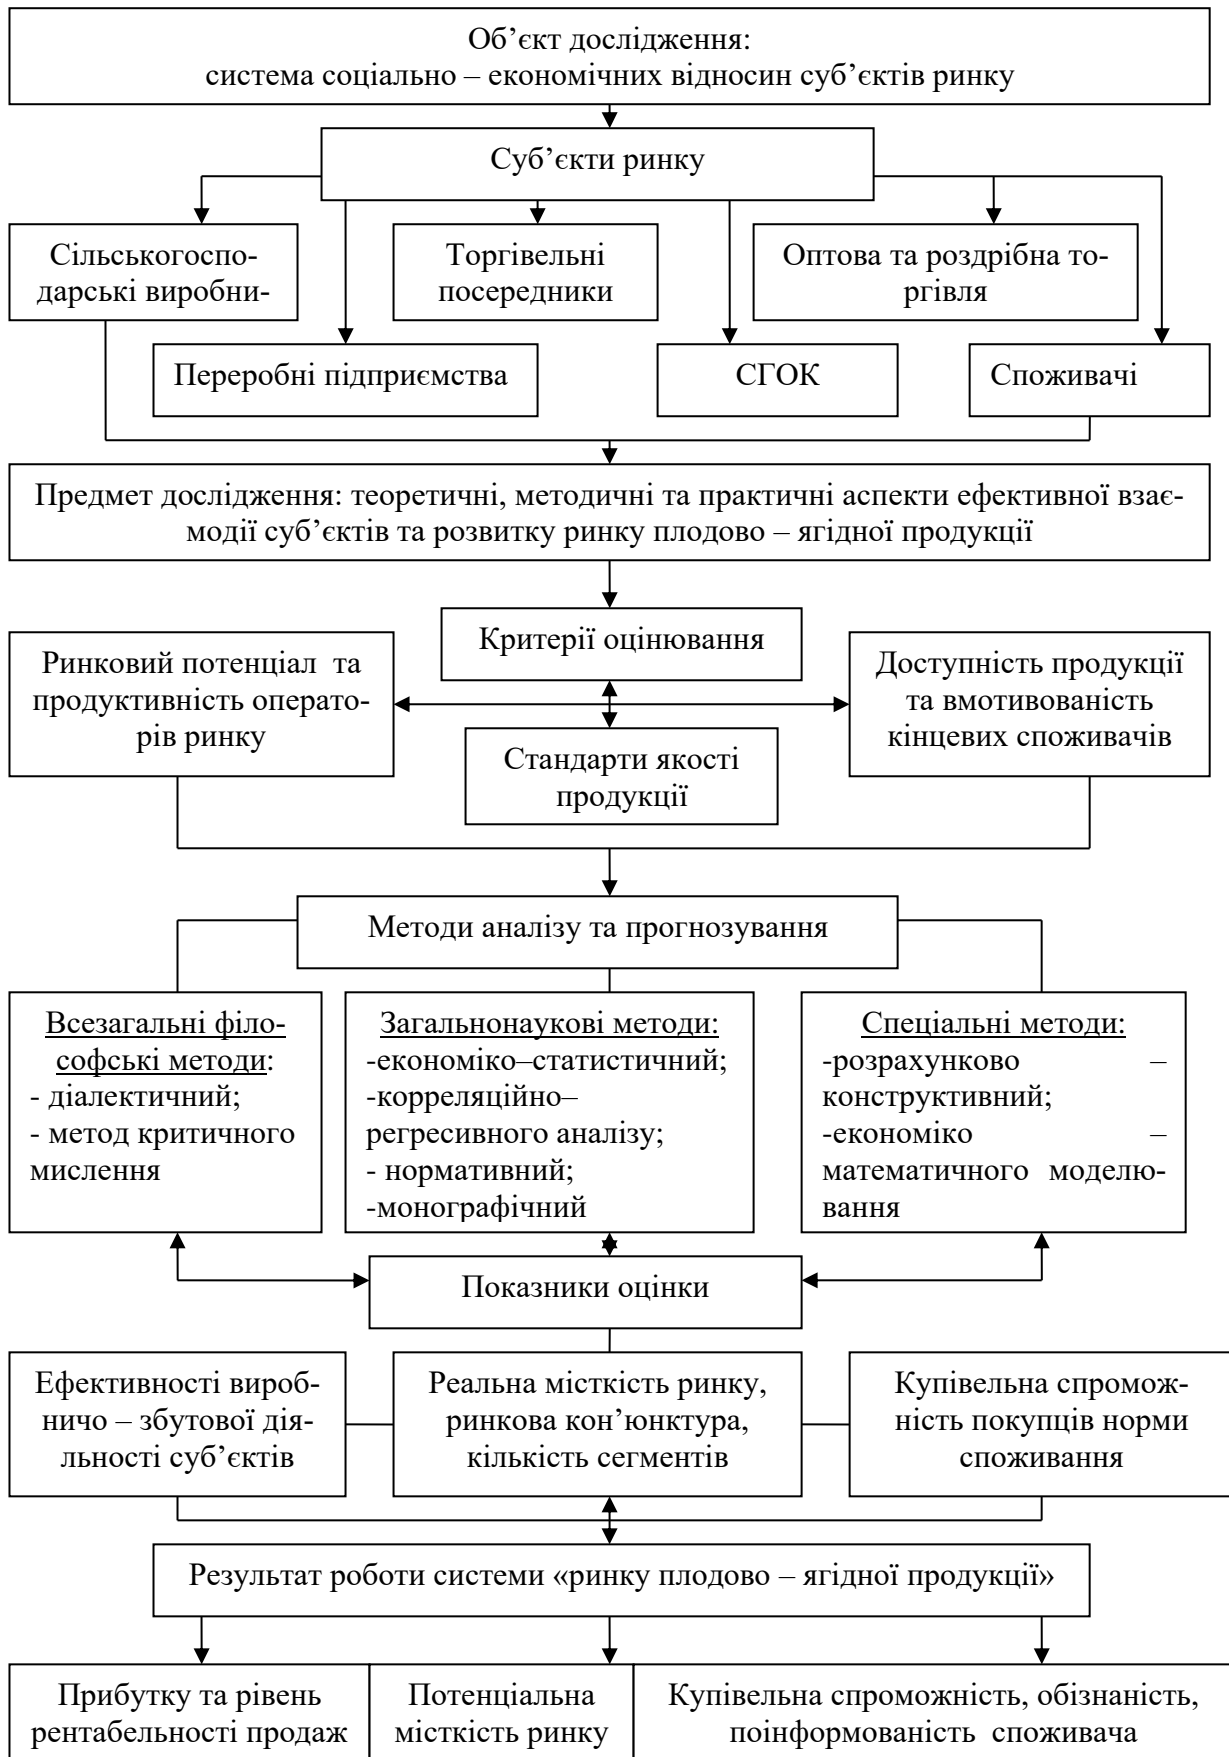 Об’єкт дослідження:
система соціально – економічних відносин суб’єктів ринку
Суб’єкти ринку
Сільськогоспо-
дарські виробни-
Торгівельні
посередники
Оптова та роздрібна то-
ргівля
Переробні підприємства
СГОК
Споживачі
Предмет дослідження: теоретичні, методичні та практичні аспекти ефективної взає-
модії суб’єктів та розвитку ринку плодово – ягідної продукції
Критерії оцінювання
Ринковий потенціал та
продуктивність операто-
рів ринку
Доступність продукції
та вмотивованість
кінцевих споживачів
Стандарти якості
продукції
Методи аналізу та прогнозування
Всезагальні філо-
софські методи:
- діалектичний;
- метод критичного
мислення
Загальнонаукові методи:
-економіко–статистичний;
-корреляційно–
регресивного аналізу;
- нормативний;
-монографічний
Спеціальні методи:
-розрахунково –
конструктивний;
-економіко –
математичного моделю-
вання
Показники оцінки
Ефективності вироб-
ничо – збутової дія-
льності суб’єктів
Реальна місткість ринку,
ринкова кон’юнктура,
кількість сегментів
Купівельна спромож-
ність покупців норми
споживання
Результат роботи системи «ринку плодово – ягідної продукції»
Прибутку та рівень
рентабельності продаж
Потенціальна
місткість ринку
Купівельна спроможність, обізнаність,
поінформованість споживача